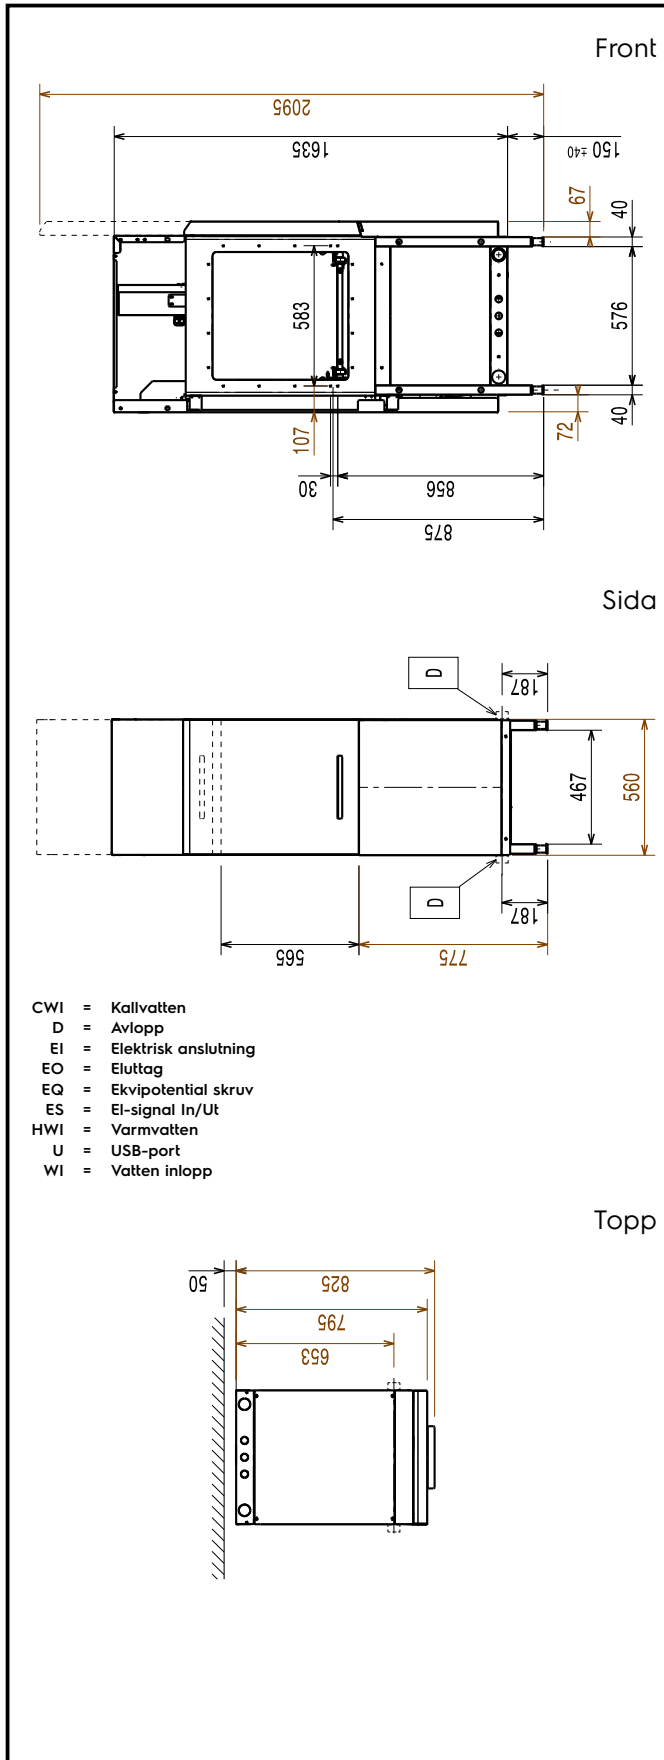 Front
2095
1635
150 ±40
67
40
583
576
107
72
40
30
856
875
Sida
D
187
467
560
D
187
565
775
CWI = Kallvatten
D = Avlopp
EI = Elektrisk anslutning
EO = Eluttag
EQ = Ekvipotential skruv
ES = El-signal In/Ut
HWI = Varmvatten
U = USB-port
WI = Vatten inlopp
Topp
50
825
795
653